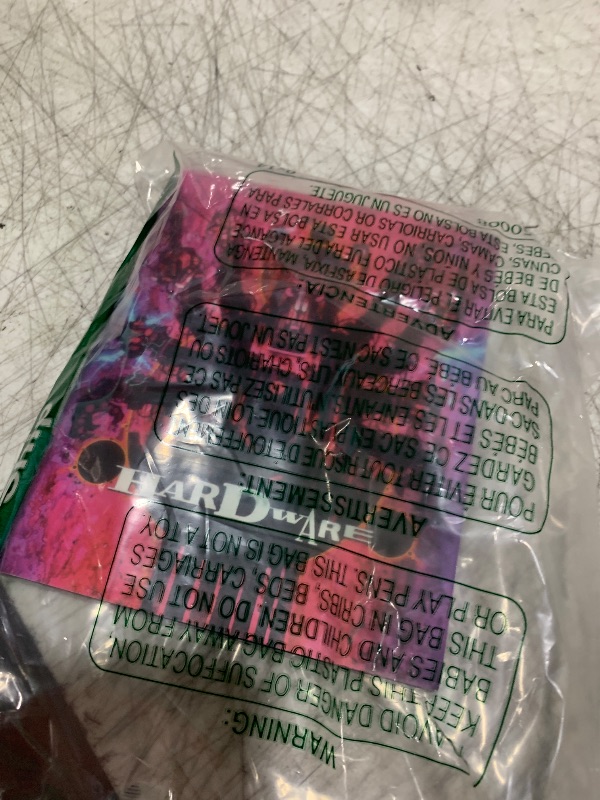 HARDWARE
WARNING:
AVOID DANGER OF SUFFOCATION,
KEEP THIS PLASTIC BAG AWAY FROM
BABIES AND CHILDREN. DO NOT USE
THIS BAG IN CRIBS, BEDS, CARRIAGES
OR PLAY PENS. THIS BAG IS NOT A TOY.
AVERTISSEMENT:
POUR ÉVITER TOUT RISQUE D'ÉTOUFFEMENT
GARDEZ CE SAC EN PLASTIQUE LOIN DES
BÉBÉS ET LES ENFANTS. N'UTILISEZ PAS CE
SAC DANS LES BERCEAUX, LITS, CHARIOTS OU
PARC AU BÉBÉ. CE SAC N'EST PAS UN JOUET.
ADVERTENCIA:
PARA EVITAR EL PELIGRO DE ASFIXIA, MANTENGA
ESTA BOLSA DE PLASTICO FUERA DEL ALCANCE
DE BEBÉS Y NINOS. NO USAR ESTA BOLSA EN
CUNAS, CAMAS, CARRIOLAS OR CORRALES PARA
BEBES. ESTA BOLSA NO ES UN JUGUETE.